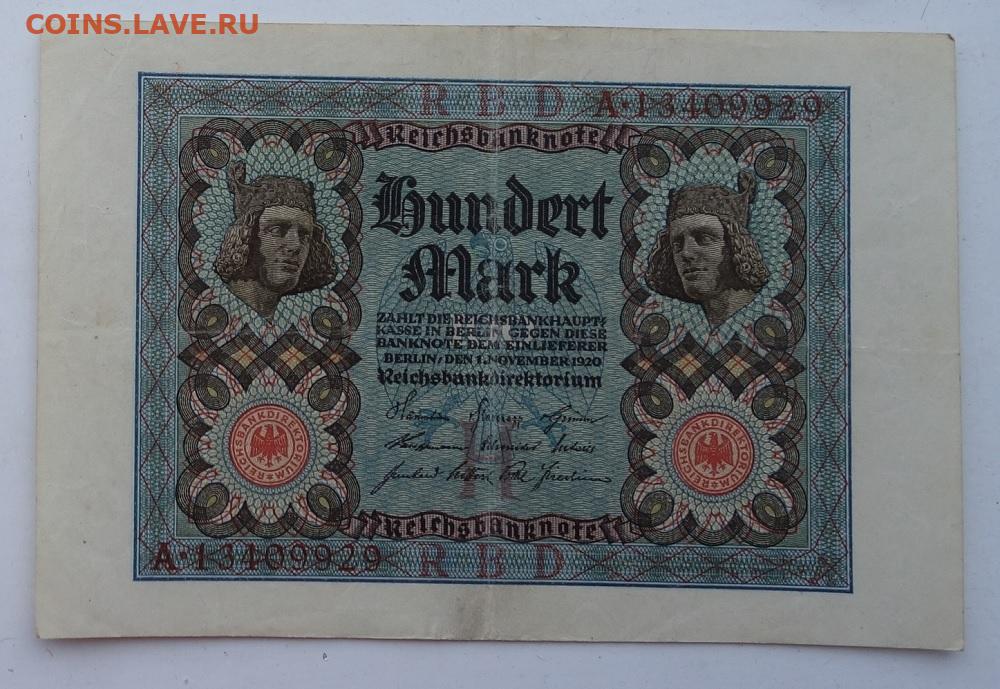 COINS.LAVE.RU
R B D A·13409929
Reichsbanknote
Hundert
Mark
ZAHLT DIE REICHSBANKHAUPT⸗
KASSE IN BERLIN GEGEN DIESE
BANKNOTE DEM EINLIEFERER
BERLIN, DEN 1. NOVEMBER 1920
Reichsbankdirektorium
REICHSBANKDIREKTORIUM
REICHSBANKDIREKTORIUM
H
Reichsbanknote
A·13409929 R B D